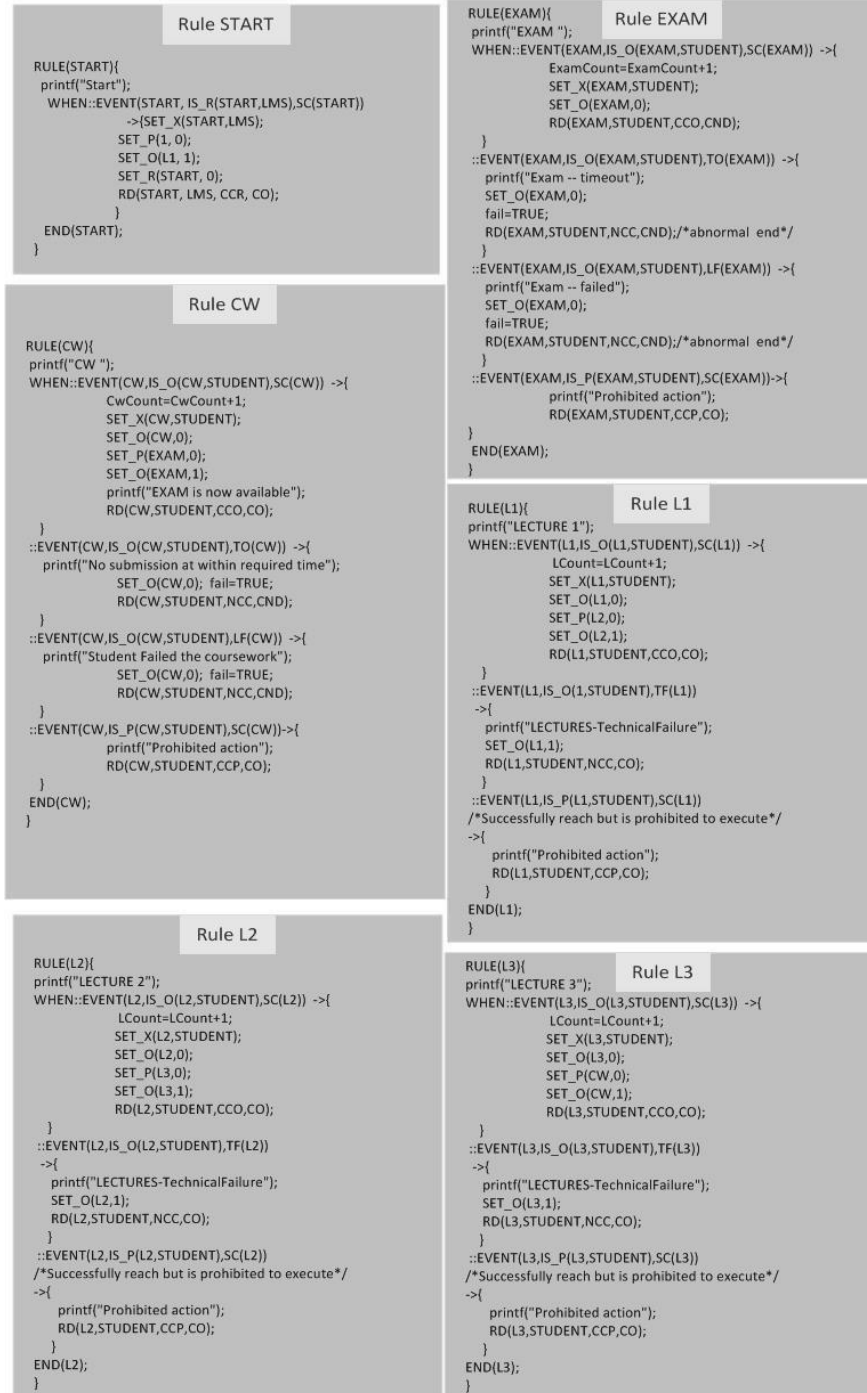 Rule START
RULE(START){
printf("Start");
WHEN::EVENT(START, IS_R(START,LMS),SC(START))
->{SET_X(START,LMS);
SET_P(1, 0);
SET_O(L1, 1);
SET_R(START, 0);
RD(START, LMS, CCR, CO);
}
END(START);
}
Rule CW
RULE(CW){
printf("CW ");
WHEN::EVENT(CW,IS_O(CW,STUDENT),SC(CW)) ->{
CwCount=CwCount+1;
SET_X(CW,STUDENT);
SET_O(CW,0);
SET_P(EXAM,0);
SET_O(EXAM,1);
printf("EXAM is now available");
RD(CW,STUDENT,CCO,CO);
}
::EVENT(CW,IS_O(CW,STUDENT),TO(CW)) ->{
printf("No submission at within required time");
SET_O(CW,0); fail=TRUE;
RD(CW,STUDENT,NCC,CND);
}
::EVENT(CW,IS_O(CW,STUDENT),LF(CW)) ->{
printf("Student Failed the coursework");
SET_O(CW,0); fail=TRUE;
RD(CW,STUDENT,NCC,CND);
}
::EVENT(CW,IS_P(CW,STUDENT),SC(CW))->{
printf("Prohibited action");
RD(CW,STUDENT,CCP,CO);
}
END(CW);
}
Rule L2
RULE(L2){
printf("LECTURE 2");
WHEN::EVENT(L2,IS_O(L2,STUDENT),SC(L2)) ->{
LCount=LCount+1;
SET_X(L2,STUDENT);
SET_O(L2,0);
SET_P(L3,0);
SET_O(L3,1);
RD(L2,STUDENT,CCO,CO);
}
::EVENT(L2,IS_O(L2,STUDENT),TF(L2))
->{
printf("LECTURES-TechnicalFailure");
SET_O(L2,1);
RD(L2,STUDENT,NCC,CO);
}
::EVENT(L2,IS_P(L2,STUDENT),SC(L2))
/*Successfully reach but is prohibited to execute*/
->{
printf("Prohibited action");
RD(L2,STUDENT,CCP,CO);
}
END(L2);
}
Rule EXAM
RULE(EXAM){
printf("EXAM ");
WHEN::EVENT(EXAM,IS_O(EXAM,STUDENT),SC(EXAM)) ->{
ExamCount=ExamCount+1;
SET_X(EXAM,STUDENT);
SET_O(EXAM,0);
RD(EXAM,STUDENT,CCO,CND);
}
::EVENT(EXAM,IS_O(EXAM,STUDENT),TO(EXAM)) ->{
printf("Exam -- timeout");
SET_O(EXAM,0);
fail=TRUE;
RD(EXAM,STUDENT,NCC,CND);/*abnormal end*/
}
::EVENT(EXAM,IS_O(EXAM,STUDENT),LF(EXAM)) ->{
printf("Exam -- failed");
SET_O(EXAM,0);
fail=TRUE;
RD(EXAM,STUDENT,NCC,CND);/*abnormal end*/
}
::EVENT(EXAM,IS_P(EXAM,STUDENT),SC(EXAM))->{
printf("Prohibited action");
RD(EXAM,STUDENT,CCP,CO);
}
END(EXAM);
}
Rule L1
RULE(L1){
printf("LECTURE 1");
WHEN::EVENT(L1,IS_O(L1,STUDENT),SC(L1)) ->{
LCount=LCount+1;
SET_X(L1,STUDENT);
SET_O(L1,0);
SET_P(L2,0);
SET_O(L2,1);
RD(L1,STUDENT,CCO,CO);
}
::EVENT(L1,IS_O(1,STUDENT),TF(L1))
->{
printf("LECTURES-TechnicalFailure");
SET_O(L1,1);
RD(L1,STUDENT,NCC,CO);
}
::EVENT(L1,IS_P(L1,STUDENT),SC(L1))
/*Successfully reach but is prohibited to execute*/
->{
printf("Prohibited action");
RD(L1,STUDENT,CCP,CO);
}
END(L1);
}
Rule L3
RULE(L3){
printf("LECTURE 3");
WHEN::EVENT(L3,IS_O(L3,STUDENT),SC(L3)) ->{
LCount=LCount+1;
SET_X(L3,STUDENT);
SET_O(L3,0);
SET_P(CW,0);
SET_O(CW,1);
RD(L3,STUDENT,CCO,CO);
}
::EVENT(L3,IS_O(L3,STUDENT),TF(L3))
->{
printf("LECTURES-TechnicalFailure");
SET_O(L3,1);
RD(L3,STUDENT,NCC,CO);
}
::EVENT(L3,IS_P(L3,STUDENT),SC(L3))
/*Successfully reach but is prohibited to execute*/
->{
printf("Prohibited action");
RD(L3,STUDENT,CCP,CO);
}
END(L3);
}